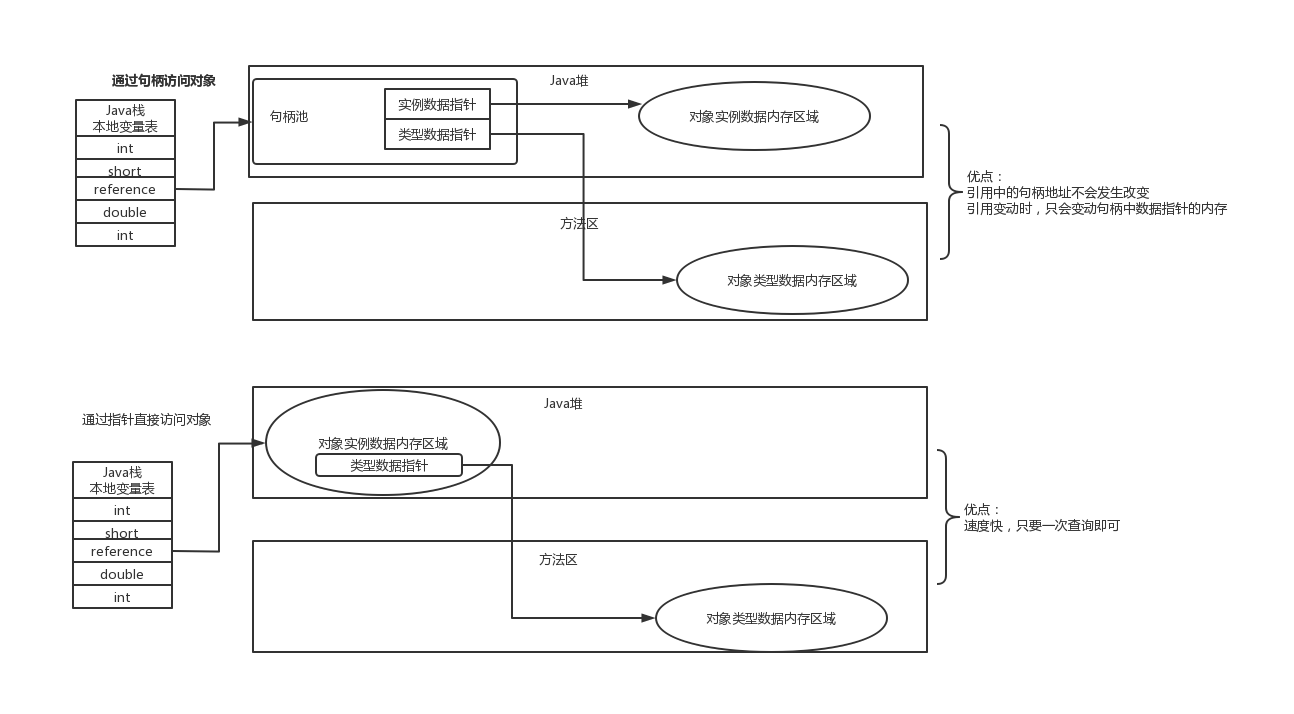 通过句柄访问对象
Java栈
本地变量表
int
short
reference
double
int
Java堆
句柄池
实例数据指针
类型数据指针
对象实例数据内存区域
方法区
对象类型数据内存区域
优点：
引用中的句柄地址不会发生改变
引用变动时，只会变动句柄中数据指针的内存
通过指针直接访问对象
Java栈
本地变量表
int
short
reference
double
int
Java堆
对象实例数据内存区域
类型数据指针
方法区
对象类型数据内存区域
优点：
速度快，只要一次查询即可